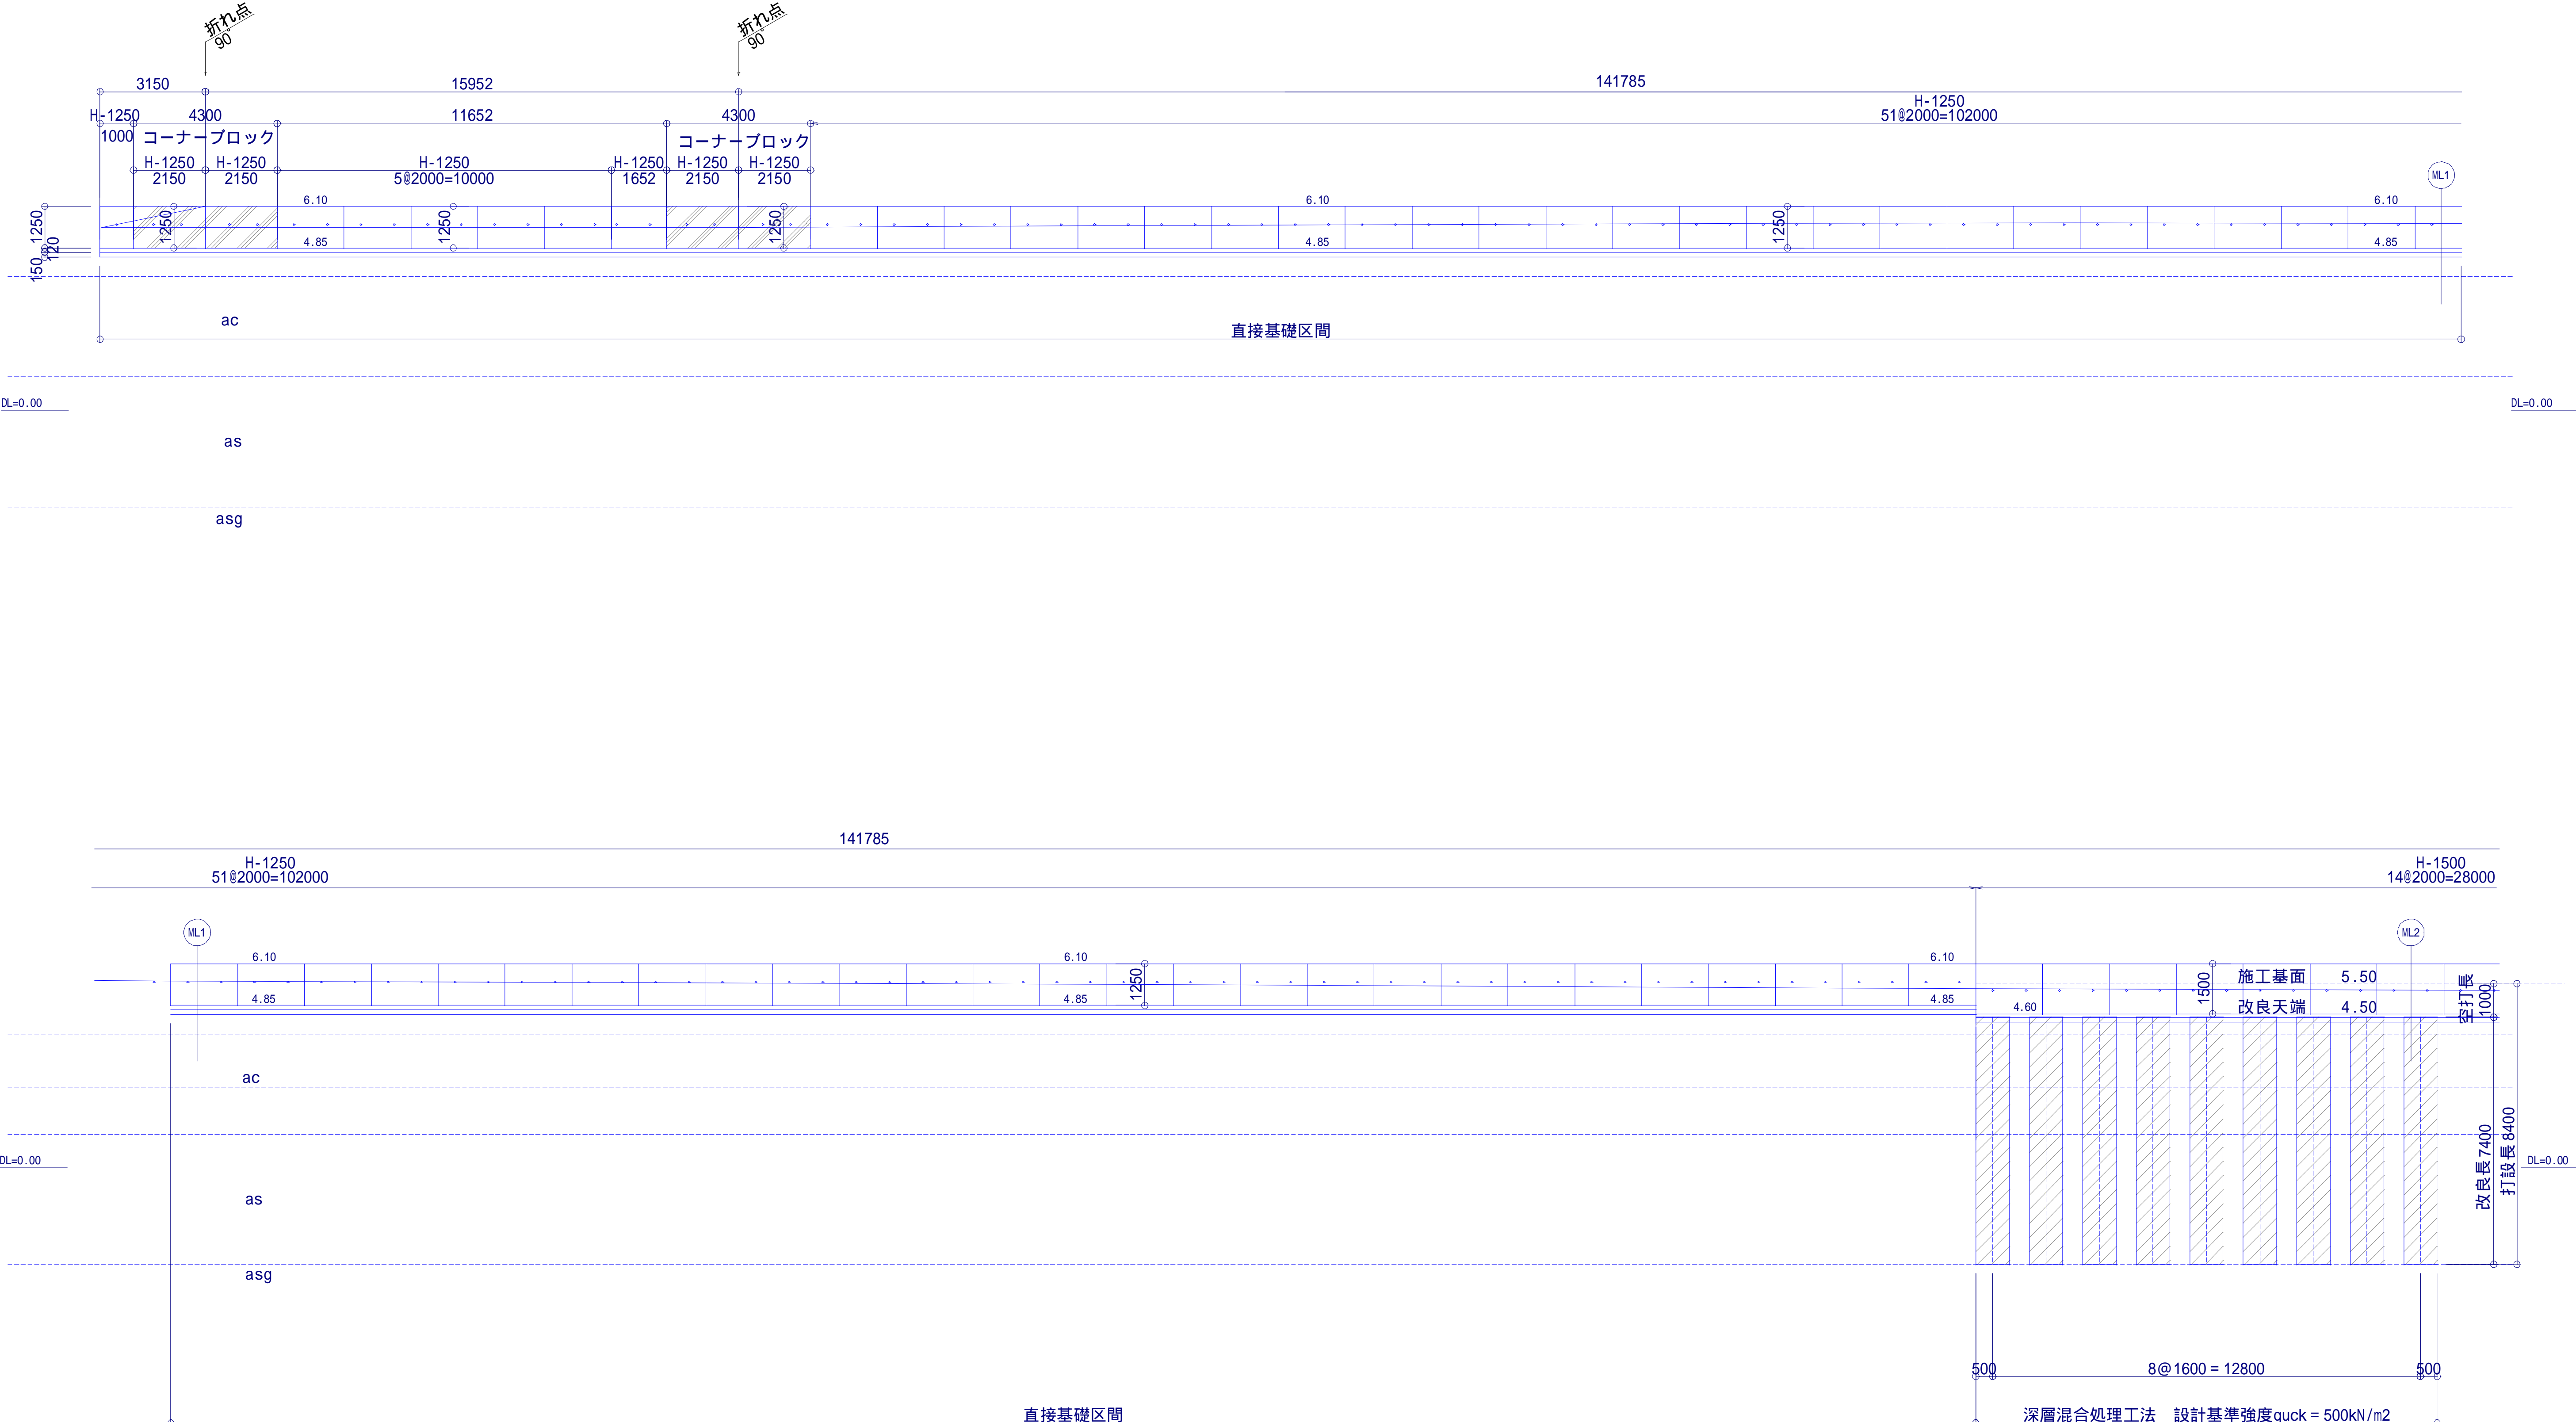 折れ点
90°
折れ点
90°
3150
15952
141785
H-1250
4300
11652
4300
H-1250
51@2000=102000
1000
コーナーブロック
コーナーブロック
H-1250
H-1250
H-1250
H-1250
H-1250
H-1250
2150
2150
5@2000=10000
1652
2150
2150
ML1
6.10
6.10
6.10
1250
1250
1250
1250
1250
4.85
4.85
4.85
120
150
ac
直接基礎区間
DL=0.00
DL=0.00
as
asg
141785
H-1250
51@2000=102000
H-1500
14@2000=28000
ML1
ML2
6.10
6.10
6.10
1250
1500
施工基面 5.50
4.85
4.85
4.85
4.60
改良天端 4.50
空打長
1000
ac
改良長 7400
打設長 8400
DL=0.00
DL=0.00
as
asg
500
8@1600=12800
500
直接基礎区間
深層混合処理工法 設計基準強度quck=500kN/m2